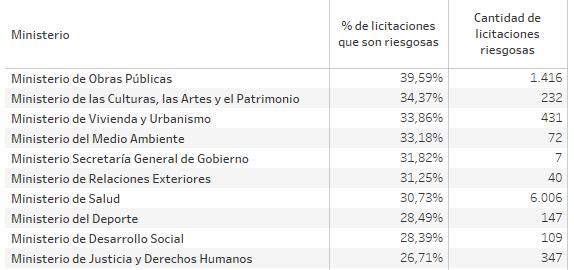 Ministerio % de licitaciones que son riesgosas Cantidad de licitaciones riesgosas
Ministerio de Obras Públicas 39,59% 1.416
Ministerio de las Culturas, las Artes y el Patrimonio 34,37% 232
Ministerio de Vivienda y Urbanismo 33,86% 431
Ministerio del Medio Ambiente 33,18% 72
Ministerio Secretaría General de Gobierno 31,82% 7
Ministerio de Relaciones Exteriores 31,25% 40
Ministerio de Salud 30,73% 6.006
Ministerio del Deporte 28,49% 147
Ministerio de Desarrollo Social 28,39% 109
Ministerio de Justicia y Derechos Humanos 26,71% 347